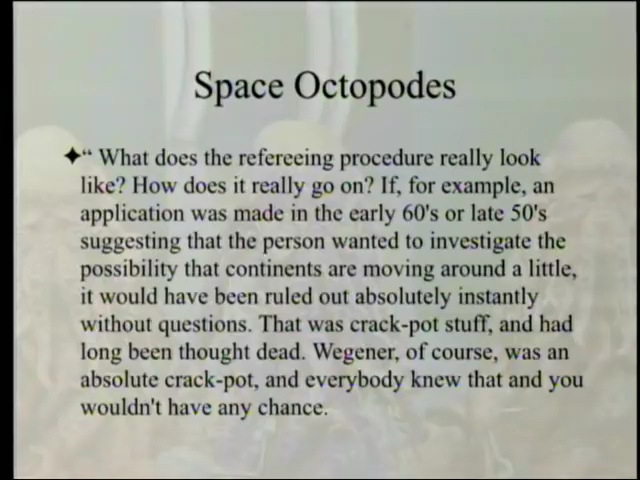 Space Octopodes
✦“ What does the refereeing procedure really look
like? How does it really go on? If, for example, an
application was made in the early 60's or late 50's
suggesting that the person wanted to investigate the
possibility that continents are moving around a little,
it would have been ruled out absolutely instantly
without questions. That was crack-pot stuff, and had
long been thought dead. Wegener, of course, was an
absolute crack-pot, and everybody knew that and you
wouldn't have any chance.